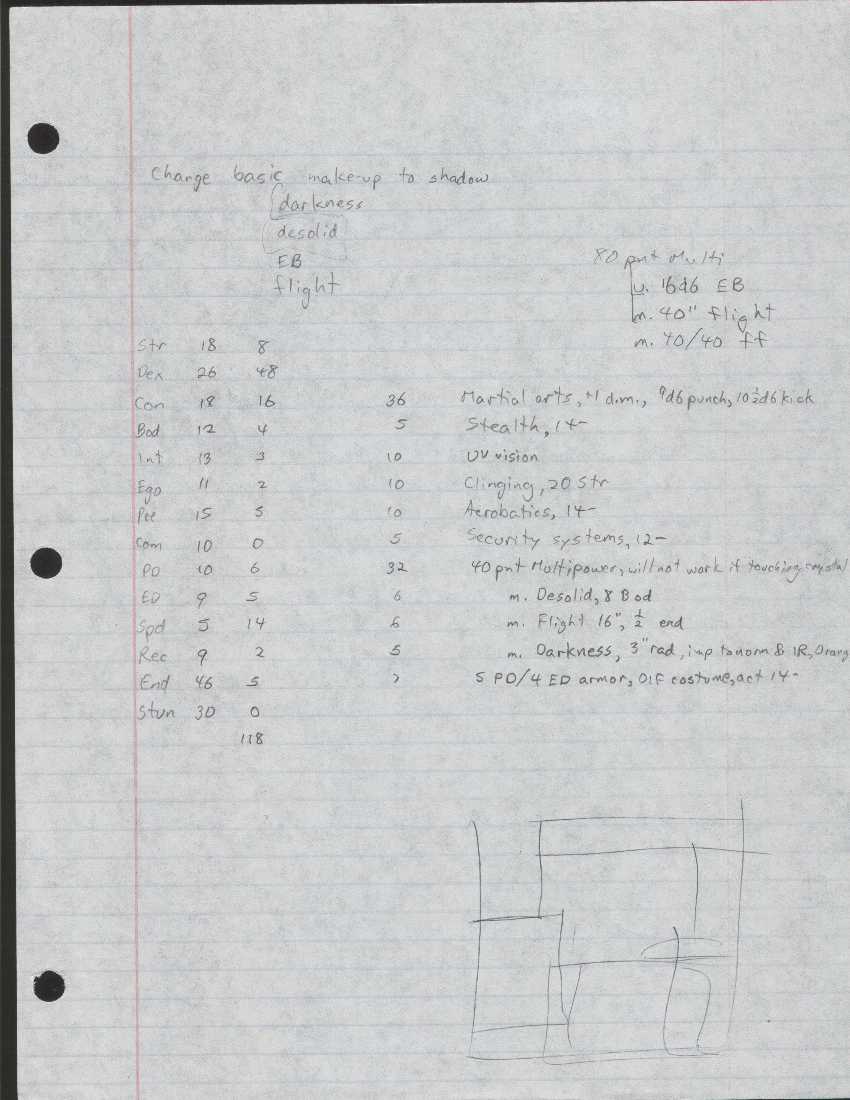 Change basic make-up to shadow
darkness
desolid
EB
flight
80 pnt Multi
u. 16d6 EB
m. 40" flight
m. 40/40 ff
Str 18 8
Dex 26 48
Con 18 16 36 Martial arts, +1 d.m., 9d6 punch, 10½d6 kick
Bod 12 4 5 Stealth, 14-
Int 13 3 10 UV vision
Ego 11 2 10 Clinging, 20 Str
Pre 15 5 10 Acrobatics, 14-
Com 10 0 5 Security systems, 12-
PD 10 6 32 40 pnt Multipower, will not work if touching crystal
ED 9 5 6 m. Desolid, 8 Bod
Spd 5 14 6 m. Flight 16", ½ end
Rec 9 2 5 m. Darkness, 3" rad, imp to norm & IR,
End 46 5 5 PD/4 ED armor, OIF costume, act 14-
Stun 30 0
118